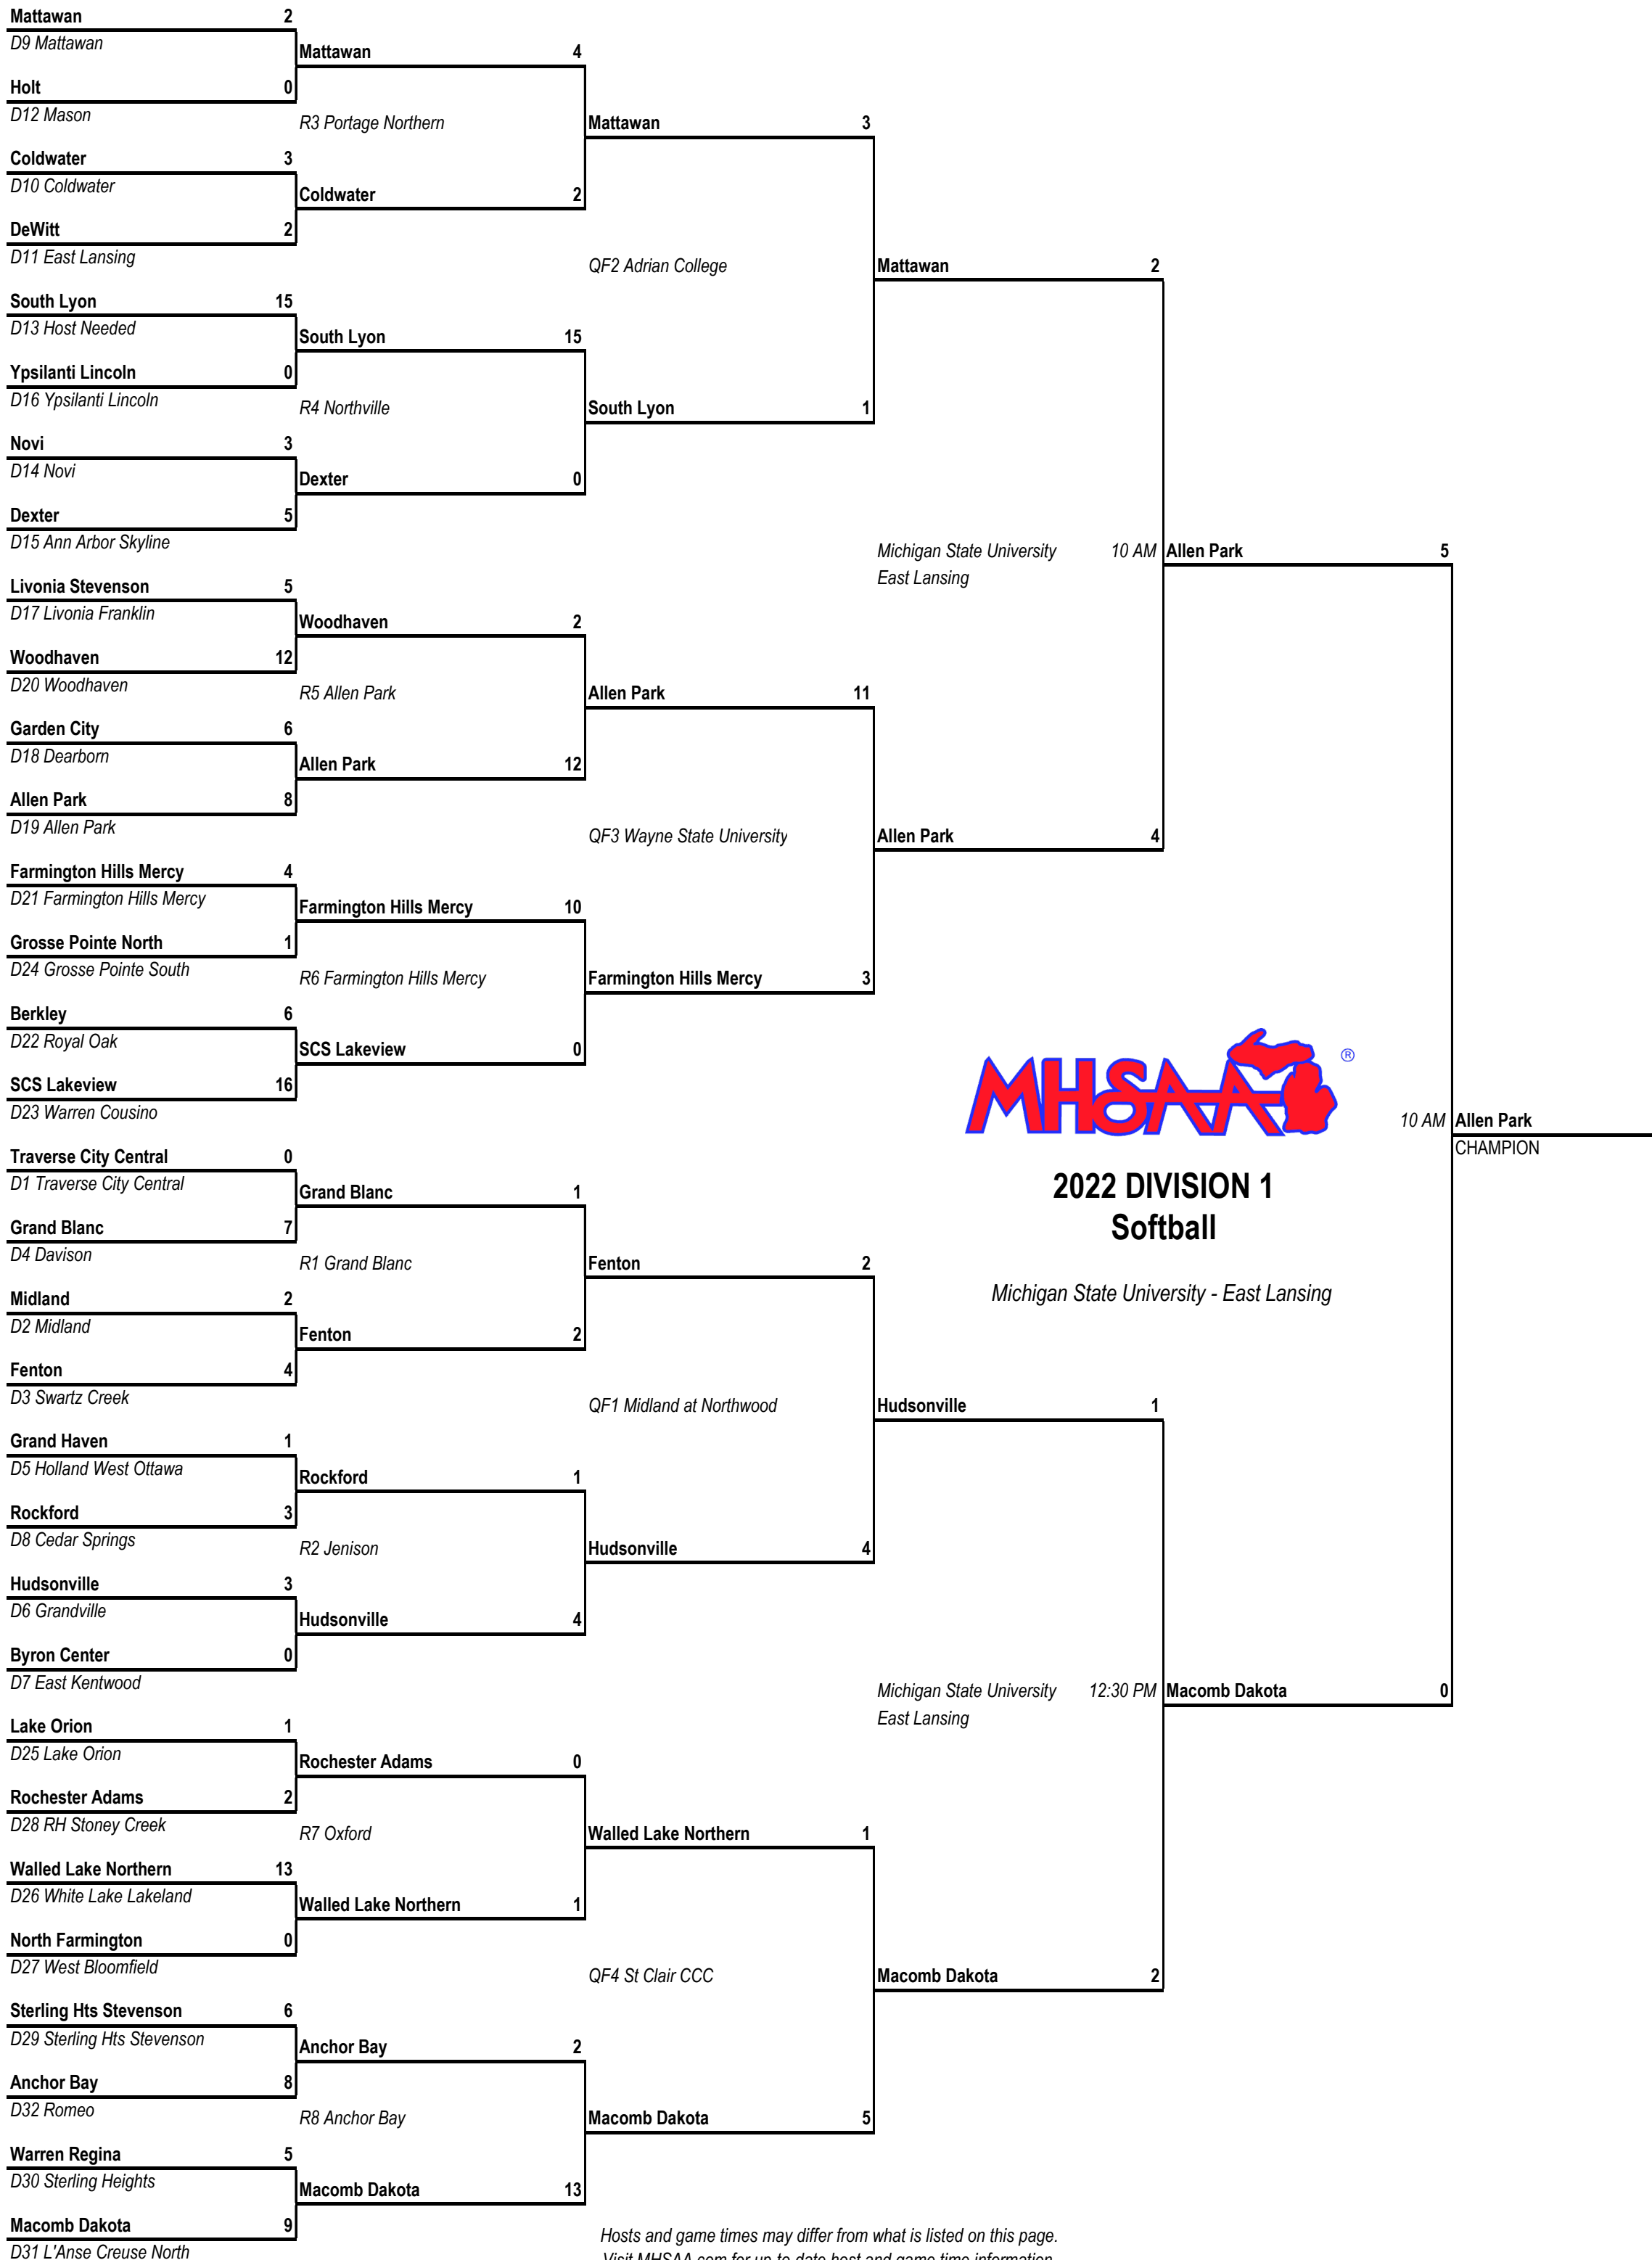 Mattawan 2
D9 Mattawan
Mattawan 4
Holt 0
D12 Mason
R3 Portage Northern
Mattawan 3
Coldwater 3
D10 Coldwater
Coldwater 2
DeWitt 2
D11 East Lansing
QF2 Adrian College
Mattawan 2
South Lyon 15
D13 Host Needed
South Lyon 15
Ypsilanti Lincoln 0
D16 Ypsilanti Lincoln
R4 Northville
South Lyon 1
Novi 3
D14 Novi
Dexter 0
Dexter 5
D15 Ann Arbor Skyline
Michigan State University 10 AM
East Lansing
Allen Park 5
Livonia Stevenson 5
D17 Livonia Franklin
Woodhaven 2
Woodhaven 12
D20 Woodhaven
R5 Allen Park
Allen Park 11
Garden City 6
D18 Dearborn
Allen Park 12
Allen Park 8
D19 Allen Park
QF3 Wayne State University
Allen Park 4
Farmington Hills Mercy 4
D21 Farmington Hills Mercy
Farmington Hills Mercy 10
Grosse Pointe North 1
D24 Grosse Pointe South
R6 Farmington Hills Mercy
Farmington Hills Mercy 3
Berkley 6
D22 Royal Oak
SCS Lakeview 0
SCS Lakeview 16
D23 Warren Cousino
MHSAA ®
10 AM Allen Park
CHAMPION
2022 DIVISION 1
Softball
Michigan State University - East Lansing
Traverse City Central 0
D1 Traverse City Central
Grand Blanc 1
Grand Blanc 7
D4 Davison
R1 Grand Blanc
Fenton 2
Midland 2
D2 Midland
Fenton 2
Fenton 4
D3 Swartz Creek
QF1 Midland at Northwood
Hudsonville 1
Grand Haven 1
D5 Holland West Ottawa
Rockford 1
Rockford 3
D8 Cedar Springs
R2 Jenison
Hudsonville 4
Hudsonville 3
D6 Grandville
Hudsonville 4
Byron Center 0
D7 East Kentwood
Michigan State University 12:30 PM
East Lansing
Macomb Dakota 0
Lake Orion 1
D25 Lake Orion
Rochester Adams 0
Rochester Adams 2
D28 RH Stoney Creek
R7 Oxford
Walled Lake Northern 1
Walled Lake Northern 13
D26 White Lake Lakeland
Walled Lake Northern 1
North Farmington 0
D27 West Bloomfield
QF4 St Clair CCC
Macomb Dakota 2
Sterling Hts Stevenson 6
D29 Sterling Hts Stevenson
Anchor Bay 2
Anchor Bay 8
D32 Romeo
R8 Anchor Bay
Macomb Dakota 5
Warren Regina 5
D30 Sterling Heights
Macomb Dakota 13
Macomb Dakota 9
D31 L'Anse Creuse North
Hosts and game times may differ from what is listed on this page.
Visit MHSAA.com for up to date host and game time information.